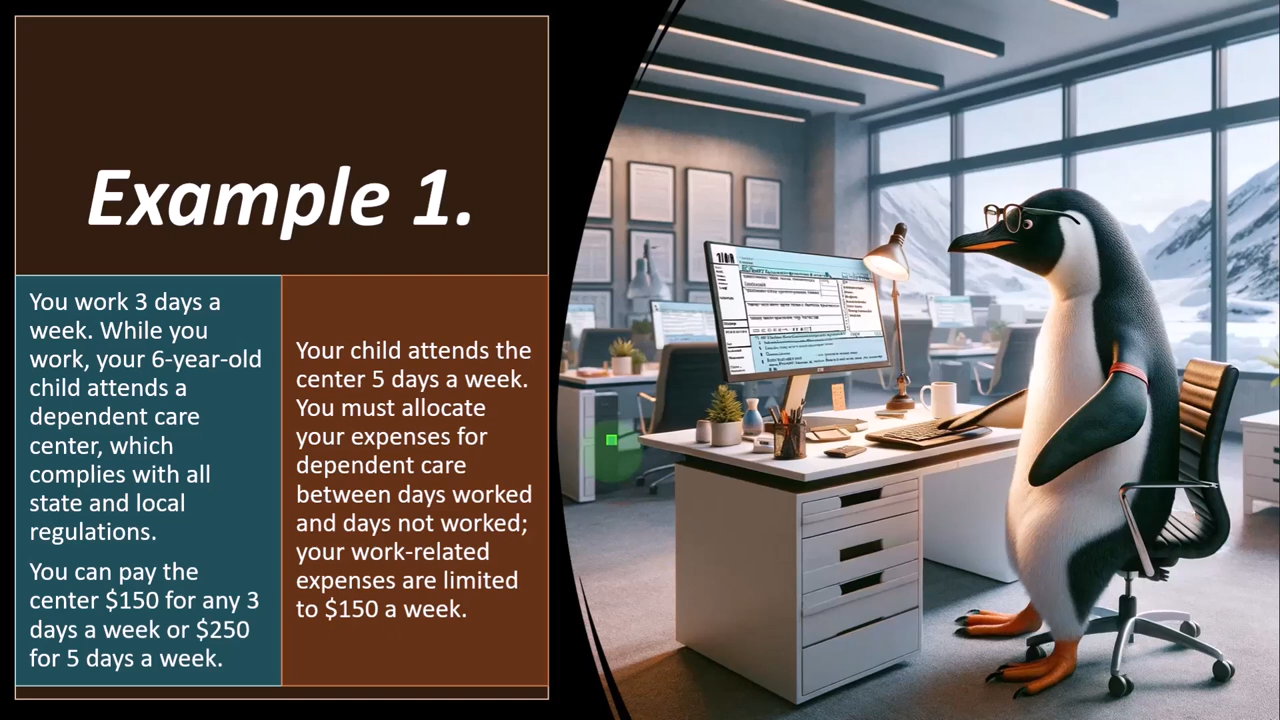 Example 1.
You work 3 days a
week. While you
work, your 6-year-old
child attends a
dependent care
center, which
complies with all
state and local
regulations.
You can pay the
center $150 for any 3
days a week or $250
for 5 days a week.
Your child attends the
center 5 days a week.
You must allocate
your expenses for
dependent care
between days worked
and days not worked;
your work-related
expenses are limited
to $150 a week.